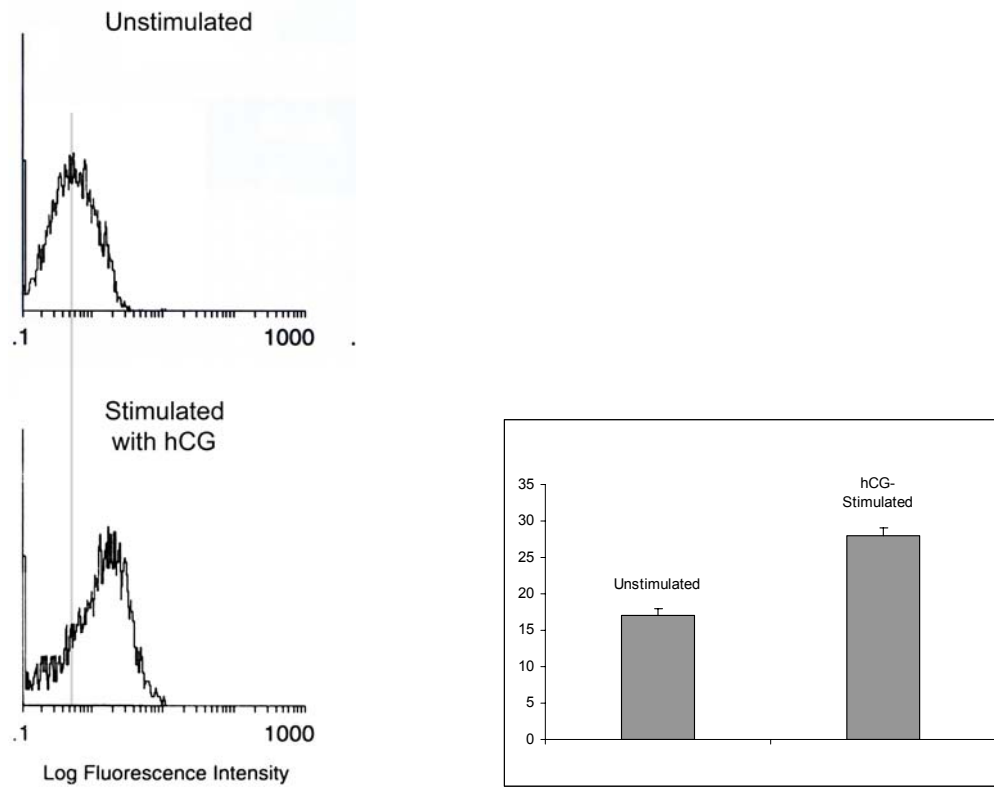 Unstimulated
.1 1000 .
Stimulated
with hCG
.1 1000
Log Fluorescence Intensity
35
30
25
20
15
10
5
0
Unstimulated
hCG-
Stimulated